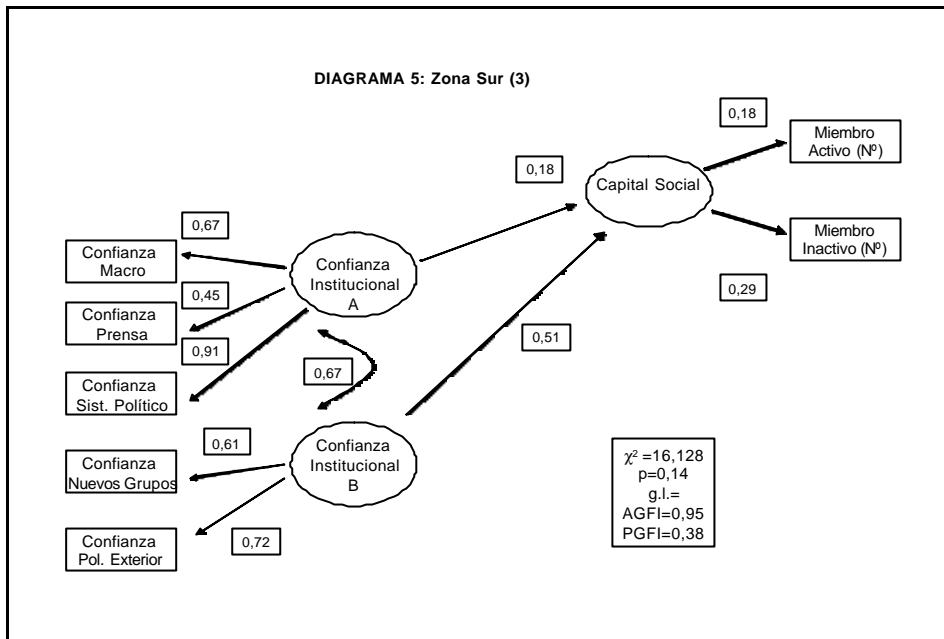 DIAGRAMA 5: Zona Sur (3)
0,18
Miembro
Activo (Nº)
0,18
Capital Social
Miembro
Inactivo (Nº)
0,29
0,67
Confianza
Macro
Confianza
Institucional
A
0,45
Confianza
Prensa
0,91
Confianza
Sist. Político
0,67
0,51
0,61
Confianza
Nuevos Grupos
Confianza
Institucional
B
0,72
Confianza
Pol. Exterior
χ² =16,128
p=0,14
g.l.=
AGFI=0,95
PGFI=0,38